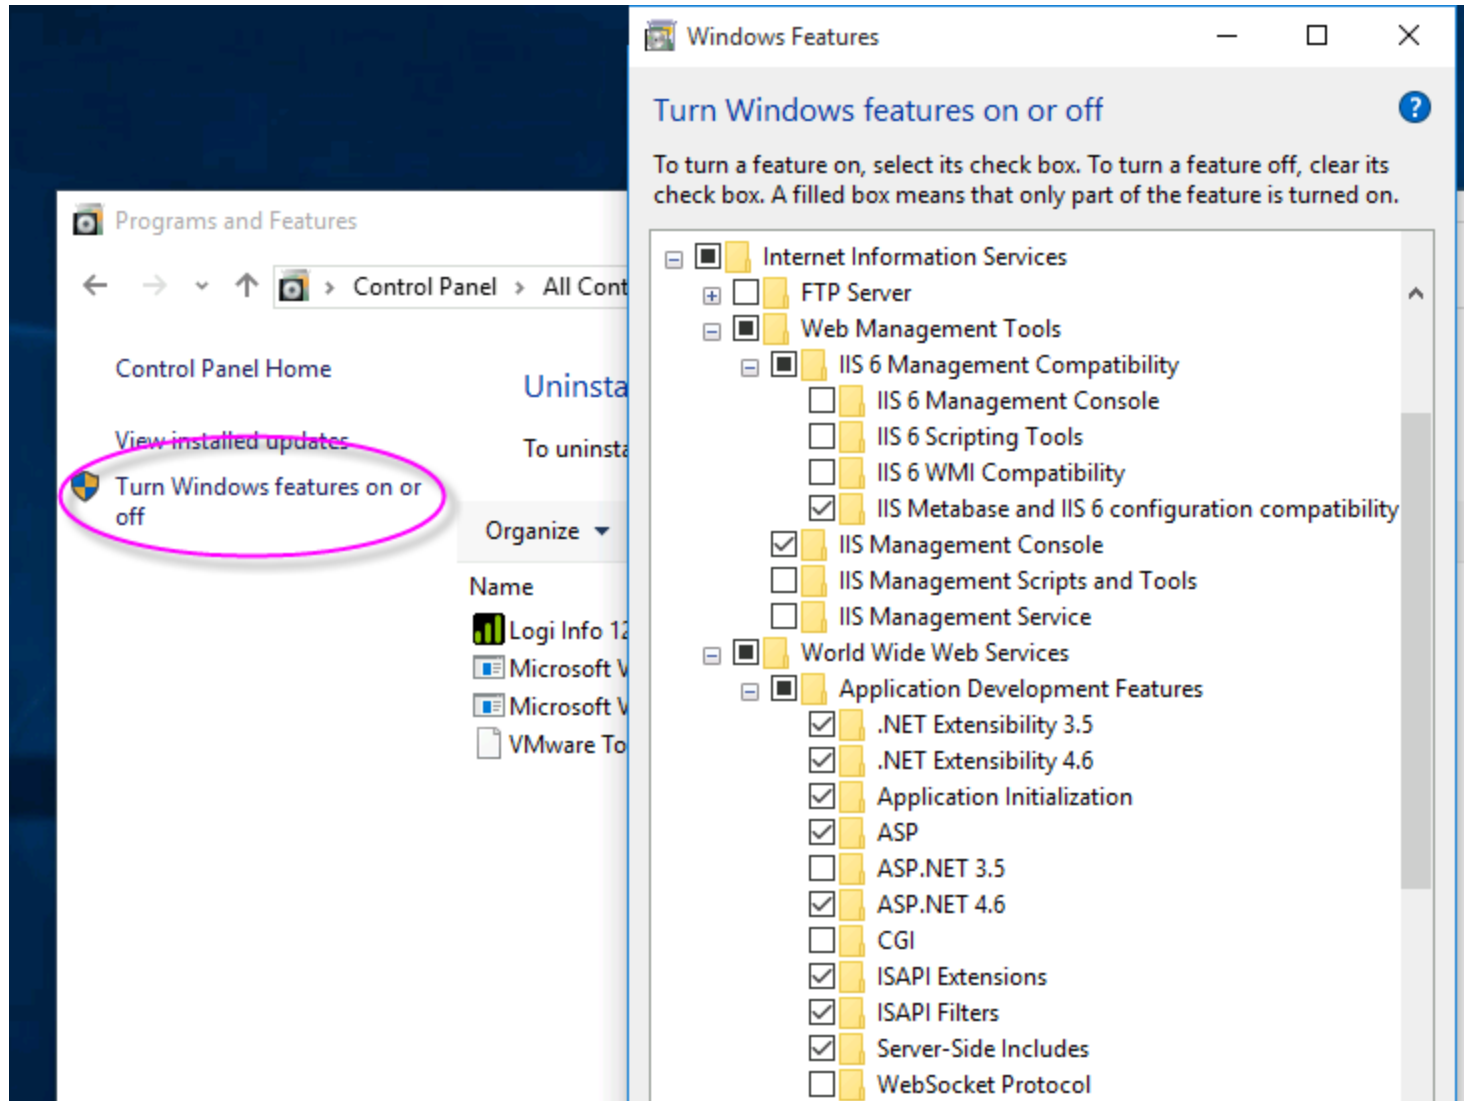 Windows Features
Turn Windows features on or off
To turn a feature on, select its check box. To turn a feature off, clear its
check box. A filled box means that only part of the feature is turned on.
Programs and Features
Control Panel > All Cont
Control Panel Home
View installed updates
Turn Windows features on or
off
Uninsta
To uninsta
Organize
Name
Logi Info 12
Microsoft V
Microsoft V
VMware To
Internet Information Services
FTP Server
Web Management Tools
IIS 6 Management Compatibility
IIS 6 Management Console
IIS 6 Scripting Tools
IIS 6 WMI Compatibility
IIS Metabase and IIS 6 configuration compatibility
IIS Management Console
IIS Management Scripts and Tools
IIS Management Service
World Wide Web Services
Application Development Features
.NET Extensibility 3.5
.NET Extensibility 4.6
Application Initialization
ASP
ASP.NET 3.5
ASP.NET 4.6
CGI
ISAPI Extensions
ISAPI Filters
Server-Side Includes
WebSocket Protocol